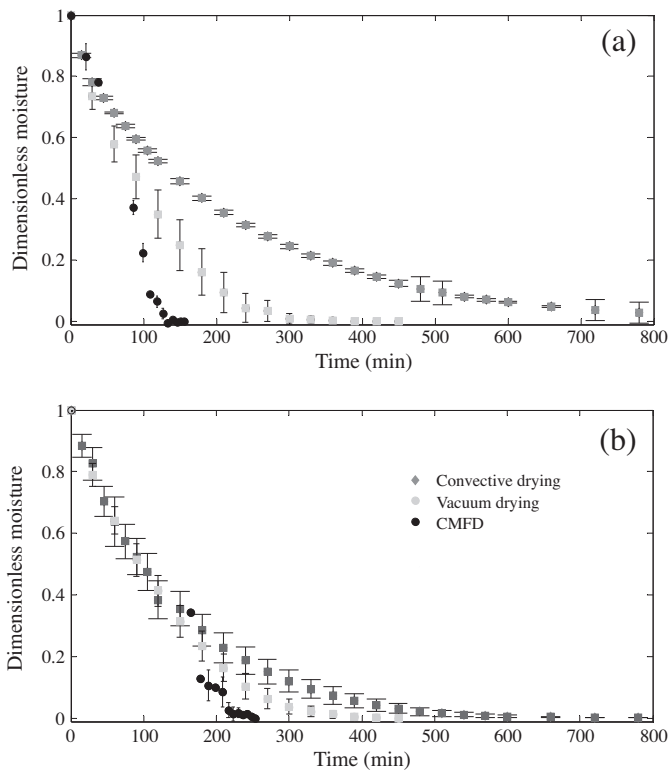 (a)
Dimensionless moisture
1
0.8
0.6
0.4
0.2
0
0 100 200 300 400 500 600 700 800
Time (min)
(b)
Dimensionless moisture
1
0.8
0.6
0.4
0.2
0
Convective drying
Vacuum drying
CMFD
0 100 200 300 400 500 600 700 800
Time (min)